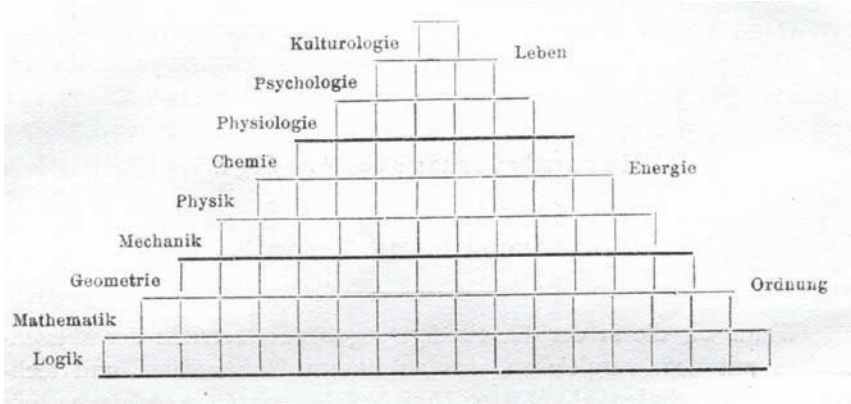 Kulturologie
Leben
Psychologie
Physiologie
Chemie
Energie
Physik
Mechanik
Geometrie
Ordnung
Mathematik
Logik